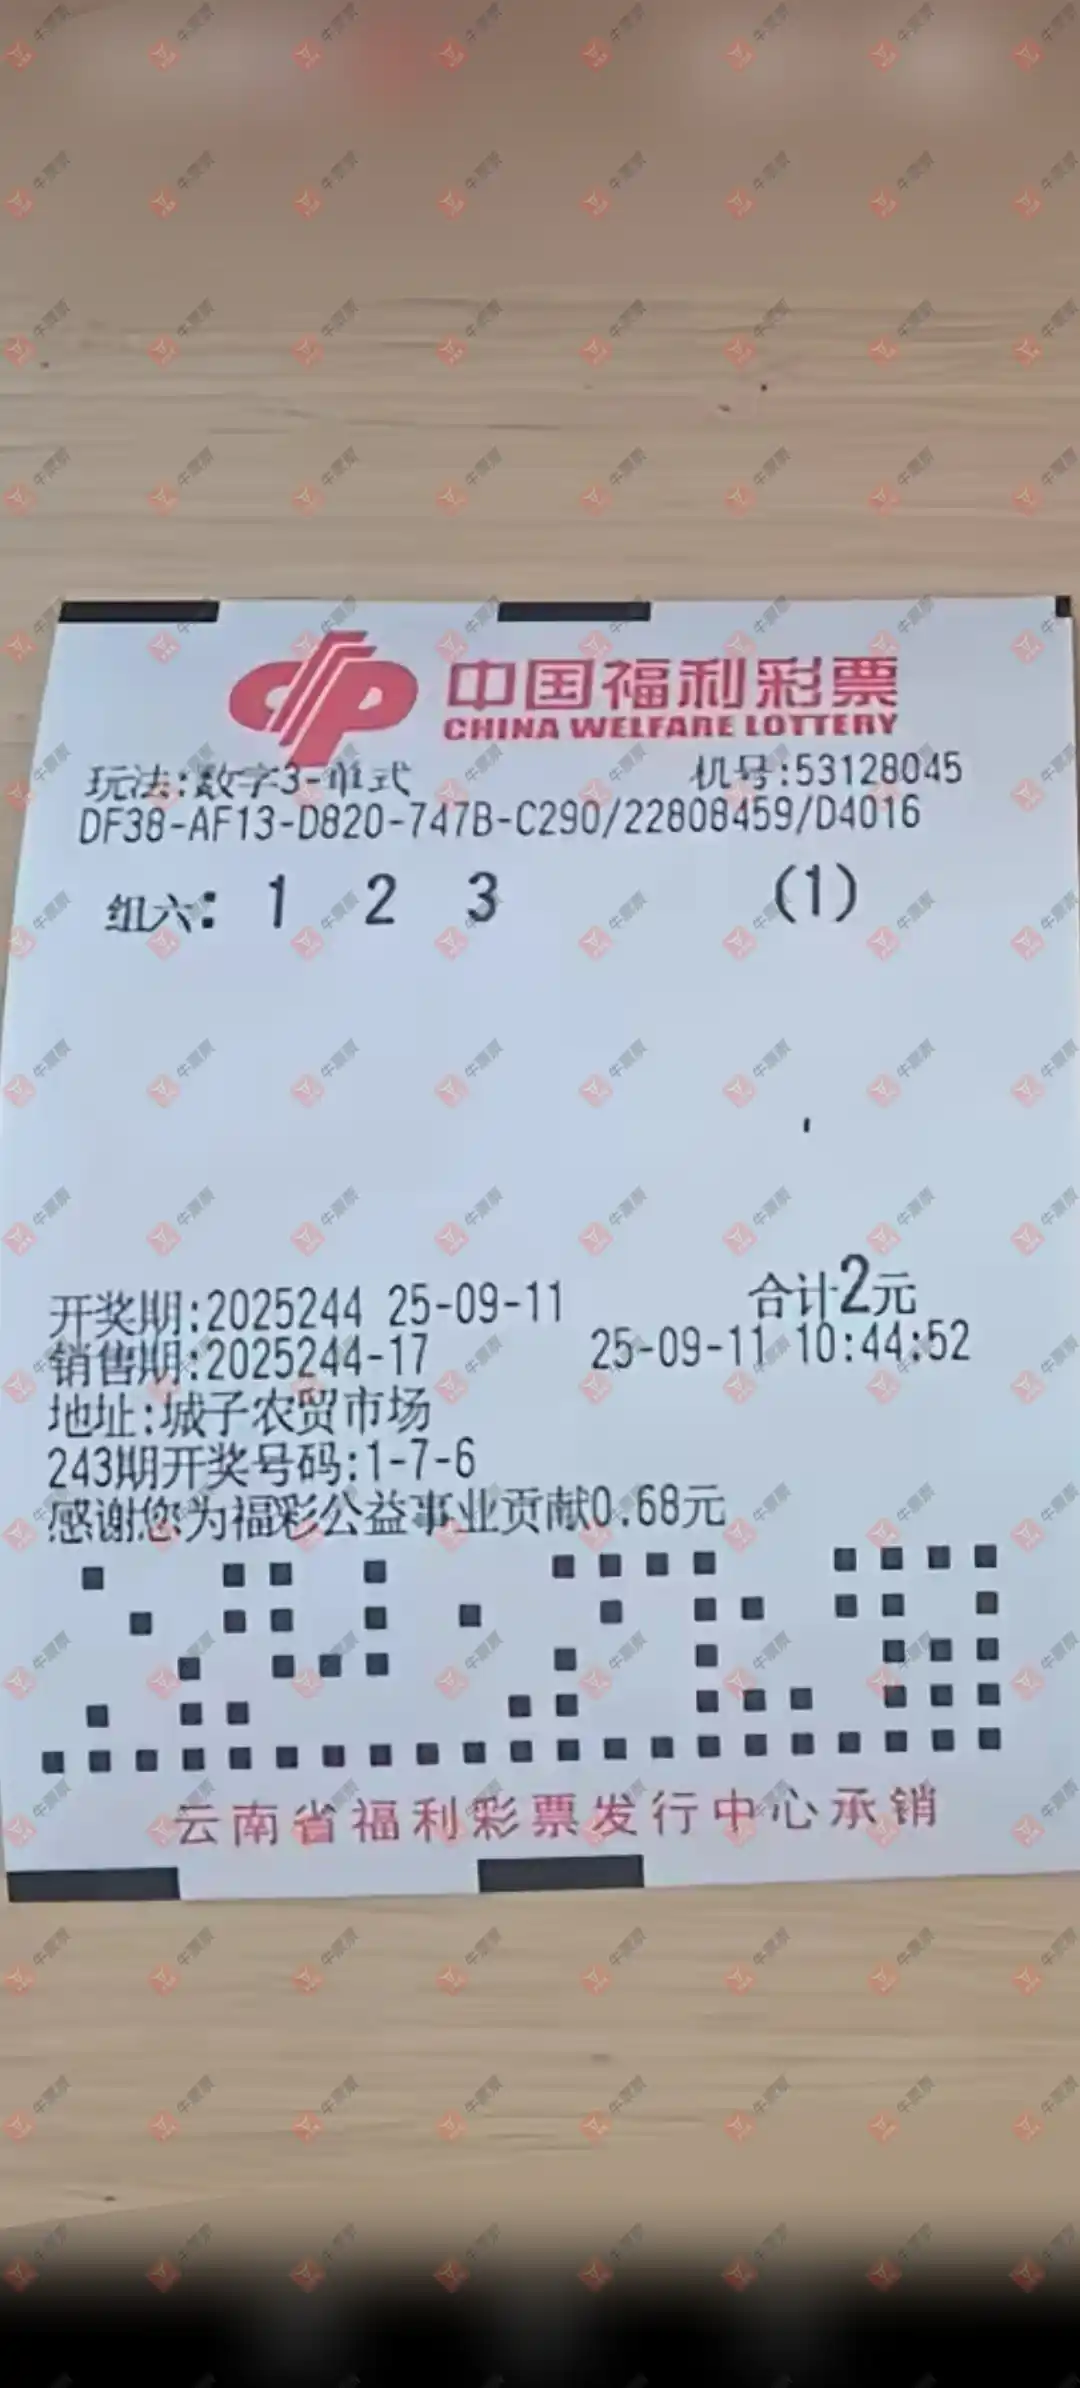 中国福利彩票
CHINA WELFARE LOTTERY
玩法:数字3-单式 机号:53128045
DF38-AF13-D820-747B-C290/22808459/D4016
组六: 1 2 3 (1)
开奖期:2025244 25-09-11 合计2元
销售期:2025244-17 25-09-11 10:44:52
地址:城子农贸市场
243期开奖号码:1-7-6
感谢您为福彩公益事业贡献0.68元
云南省福利彩票发行中心承销